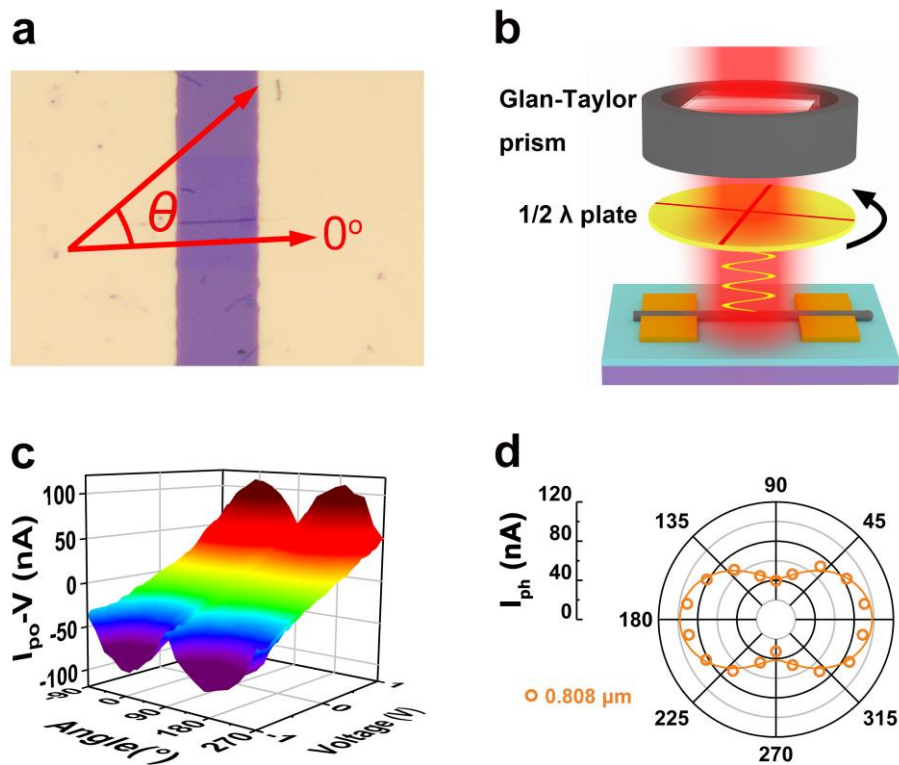 a
θ
0°
b
Glan-Taylor
prism
1/2 λ plate
c
I_po-V (nA)
100
50
0
-50
-100
-90
0
90
180
270
Angle(°)
-1
0
1
Voltage (V)
d
I_ph (nA)
120
80
40
0
90
135
45
180
225
315
270
0.808 μm